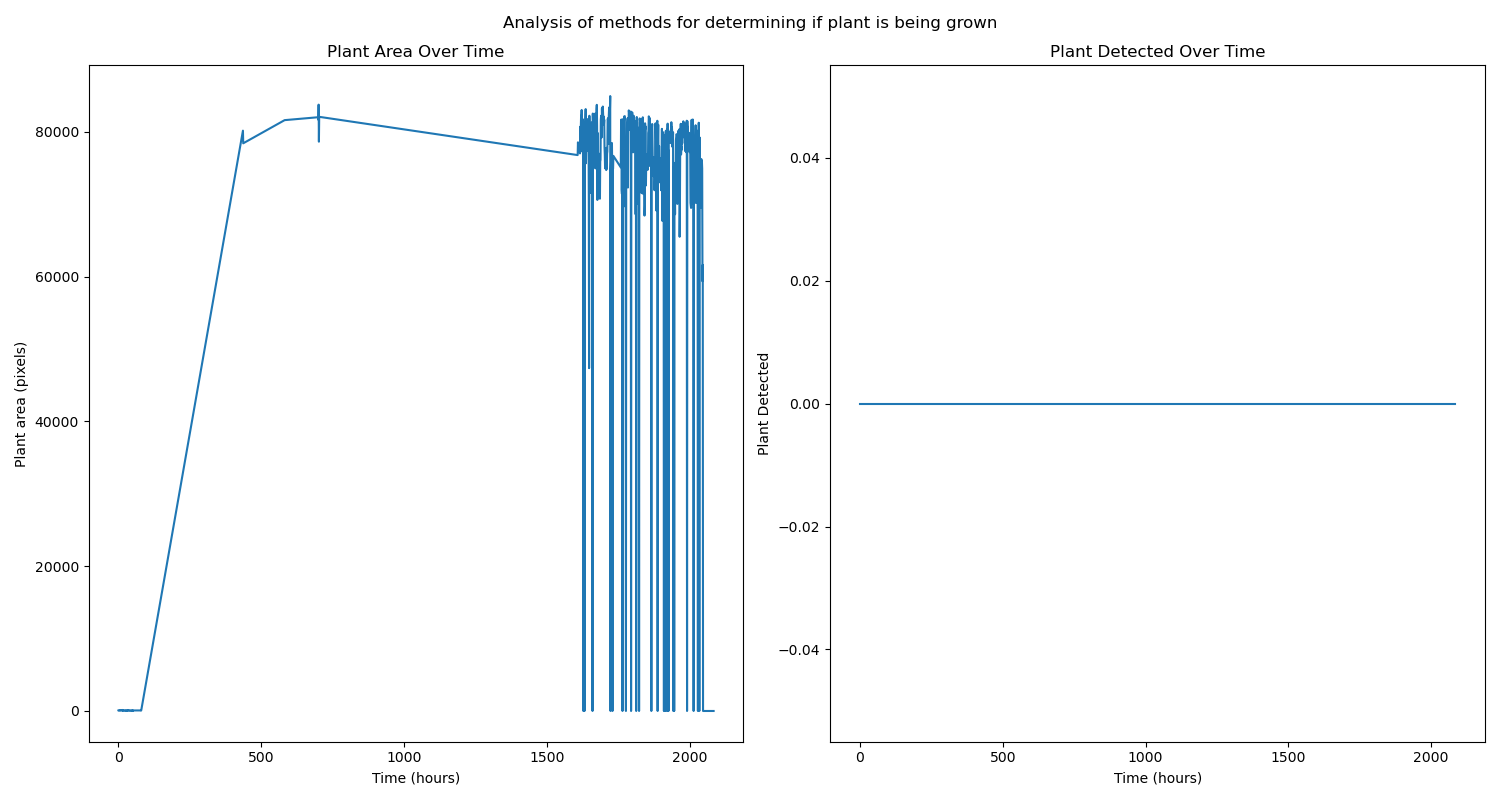 Analysis of methods for determining if plant is being grown
Plant Area Over Time
80000
60000
40000
20000
0
Plant area (pixels)
0 500 1000 1500 2000
Time (hours)
Plant Detected Over Time
0.04
0.02
0.00
−0.02
−0.04
Plant Detected
0 500 1000 1500 2000
Time (hours)